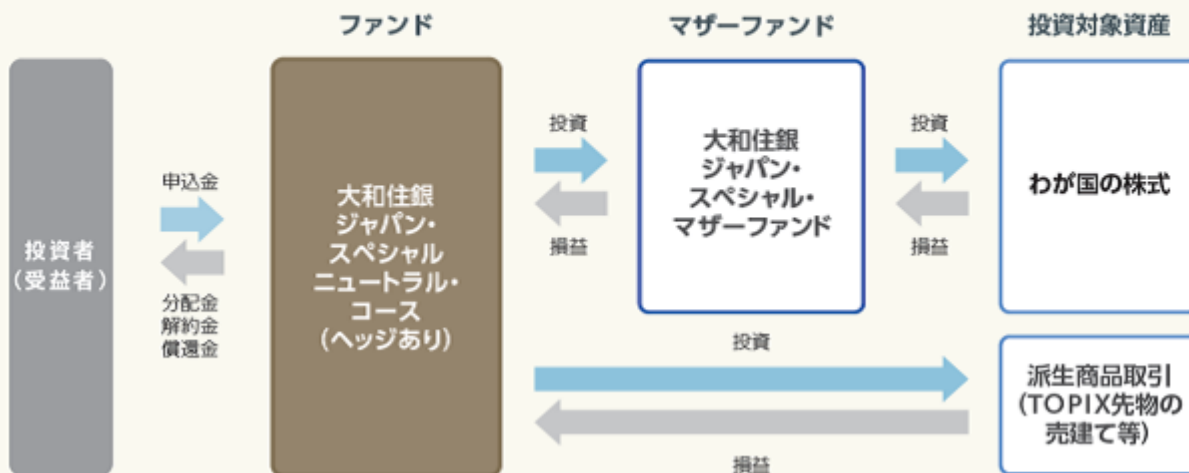 ファンド
マザーファンド
投資対象資産
投資者
(受益者)
申込金
分配金
解約金
償還金
大和住銀
ジャパン・
スペシャル
ニュートラル・
コース
(ヘッジあり)
投資
損益
大和住銀
ジャパン・
スペシャル・
マザーファンド
投資
損益
わが国の株式
投資
損益
派生商品取引
(TOPIX先物の
売建て等)